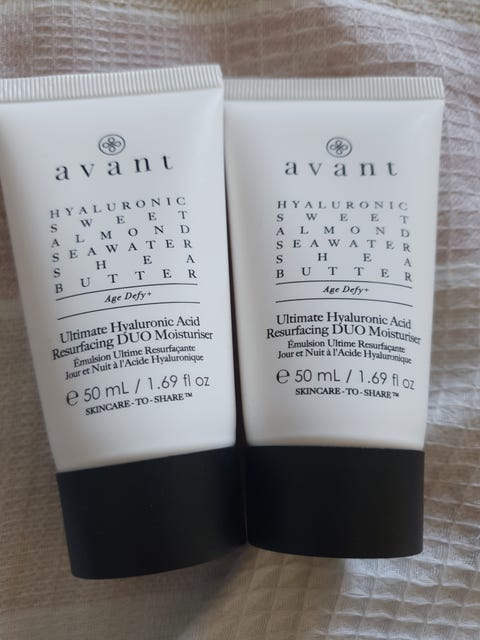 avant
HYALURONIC
SWEET
ALMOND
SEAWATER
SHEA
BUTTER
Age Defy+
Ultimate Hyaluronic Acid
Resurfacing DUO Moisturiser
Émulsion Ultime Resurfaçante
Jour et Nuit à l'Acide Hyaluronique
e 50 mL / 1.69 fl oz
SKINCARE-TO-SHARE™
avant
HYALURONIC
SWEET
ALMOND
SEAWATER
SHEA
BUTTER
Age Defy+
Ultimate Hyaluronic Acid
Resurfacing DUO Moisturiser
Émulsion Ultime Resurfaçante
Jour et Nuit à l'Acide Hyaluronique
e 50 mL / 1.69 fl oz
SKINCARE-TO-SHARE™